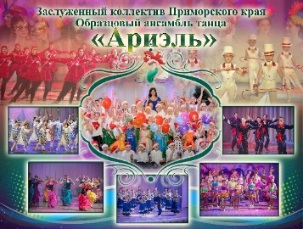 Заслуженный коллектив Приморского края
Образцовый ансамбль танца
«Ариэль»